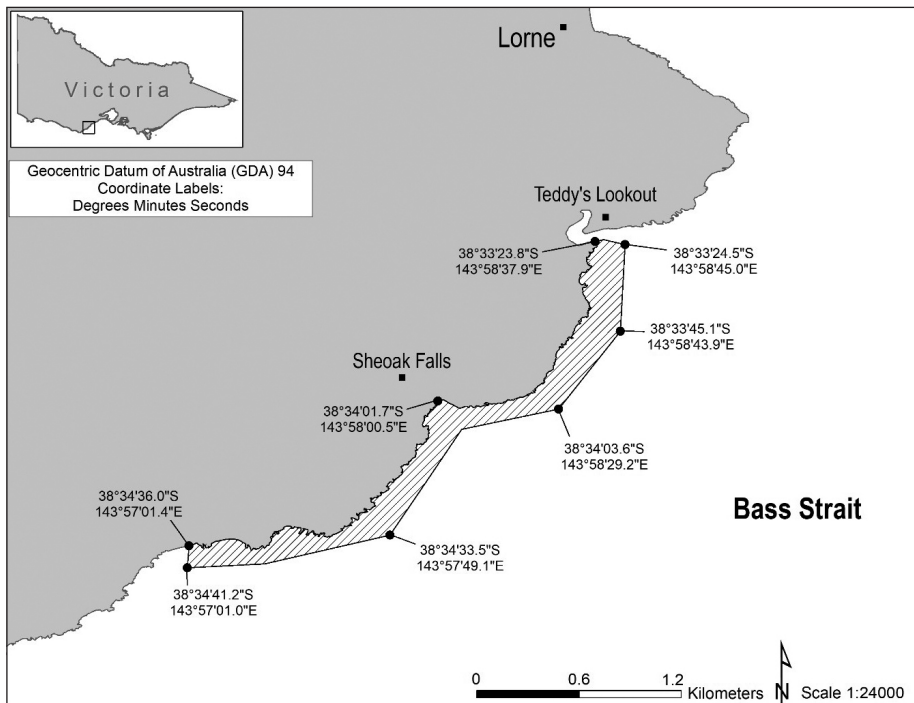 Lorne
Victoria
Geocentric Datum of Australia (GDA) 94
Coordinate Labels:
Degrees Minutes Seconds
Teddy's Lookout
38°33'23.8"S
143°58'37.9"E
38°33'24.5"S
143°58'45.0"E
38°33'45.1"S
143°58'43.9"E
Sheoak Falls
38°34'01.7"S
143°58'00.5"E
38°34'03.6"S
143°58'29.2"E
38°34'36.0"S
143°57'01.4"E
Bass Strait
38°34'33.5"S
143°57'49.1"E
38°34'41.2"S
143°57'01.0"E
0 0.6 1.2
Kilometers N Scale 1:24000